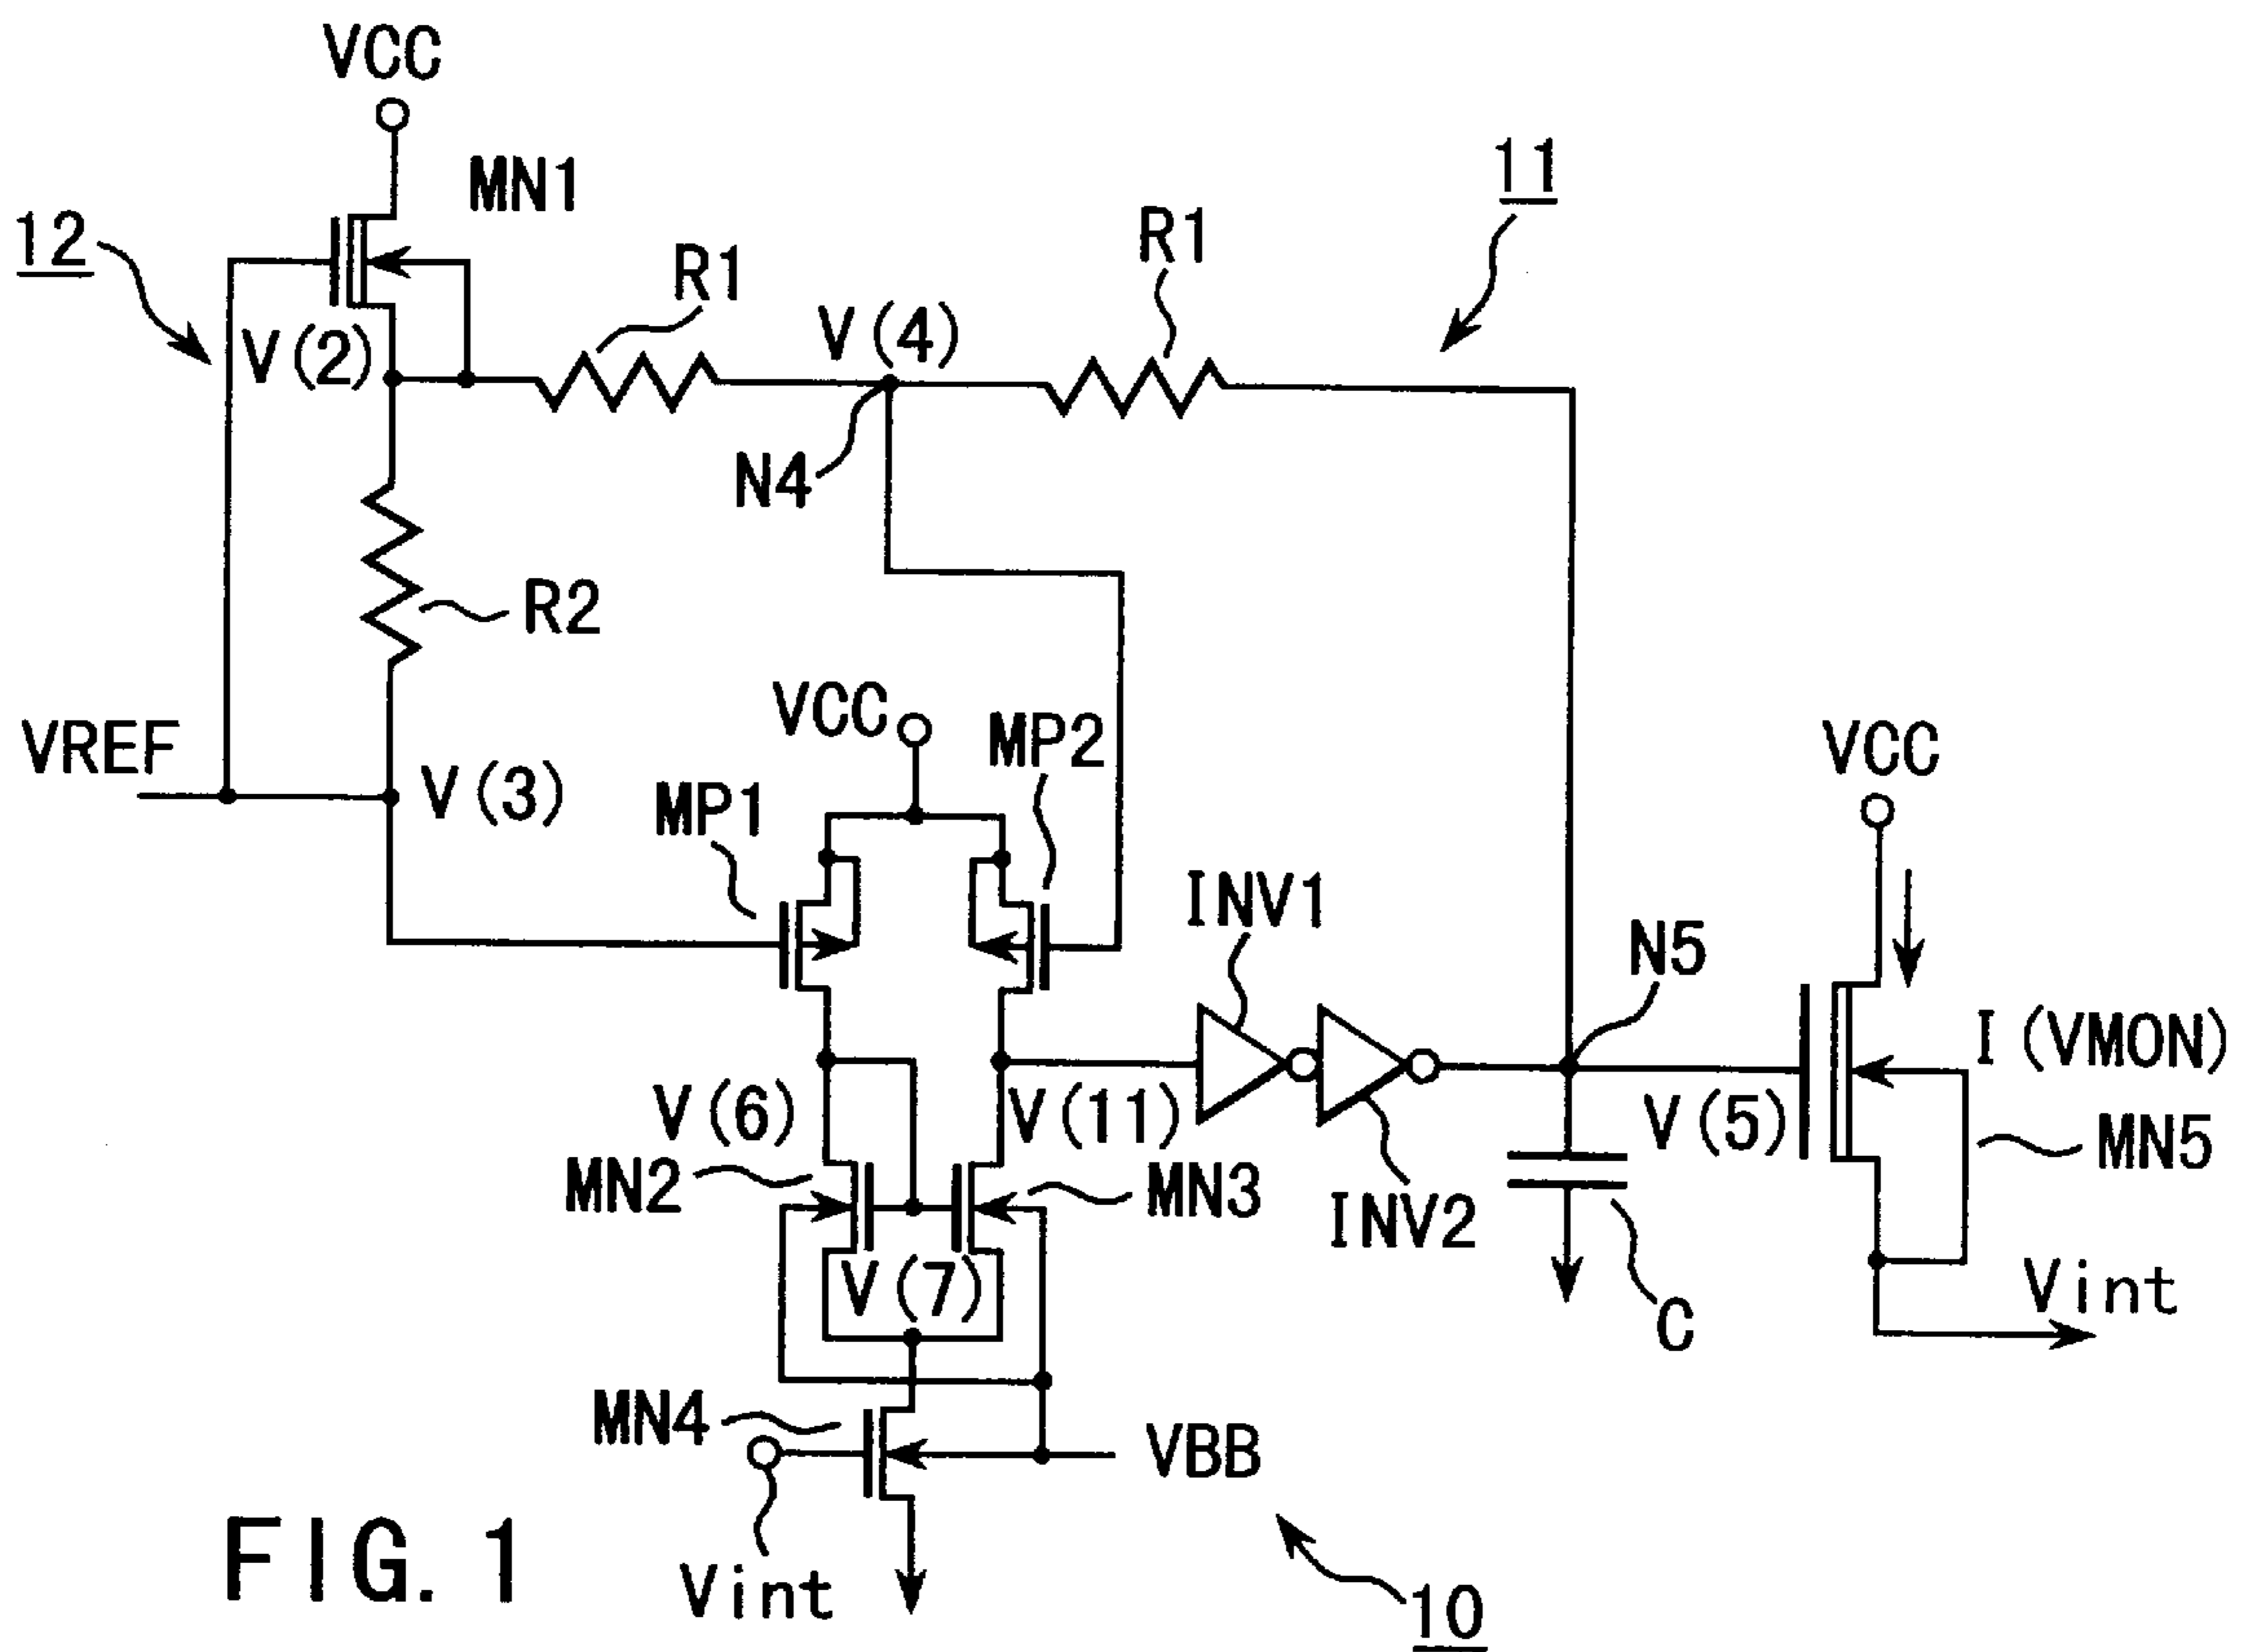 VCC
MN1
11
12
R1
R1
V(2)
V(4)
N4
R2
VCC
MP2
VREF
V(3)
VCC
MP1
INV1
N5
I(VMON)
V(6)
V(11)
V(5)
MN5
MN2
MN3
INV2
V(7)
Vint
C
MN4
VBB
FIG. 1
Vint
10